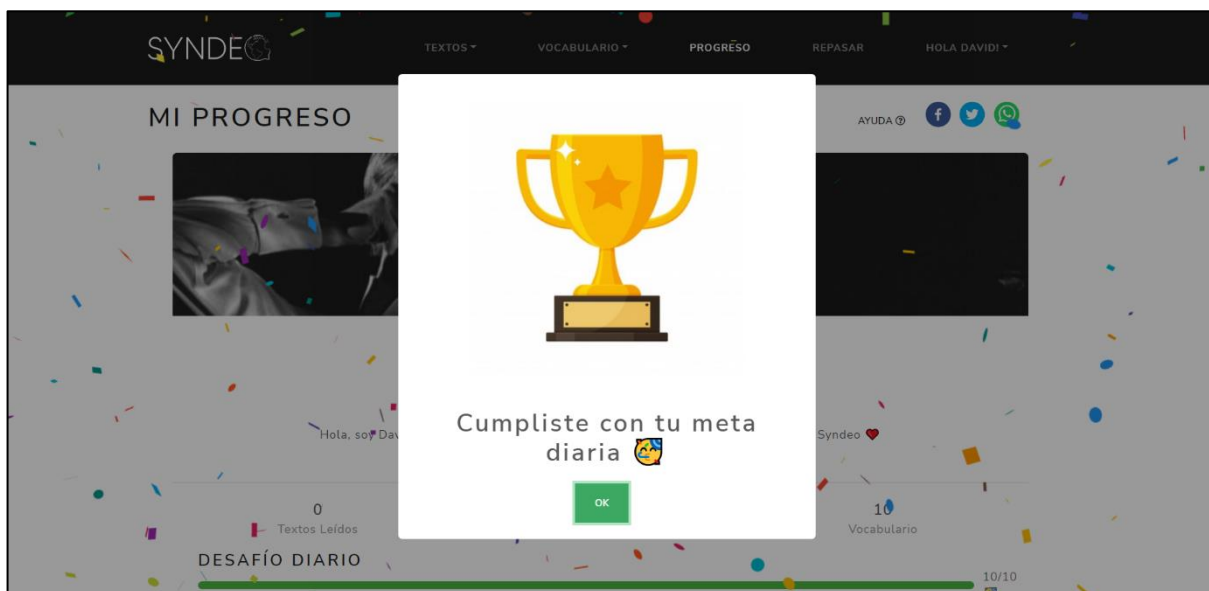 SYNDEO
TEXTOS VOCABULARIO PROGRESO REPASAR HOLA DAVID!
MI PROGRESO
AYUDA
Cumpliste con tu meta
diaria
OK
Hola, soy Dav
Syndeo
0
Textos Leídos
10
Vocabulario
DESAFÍO DIARIO
10/10